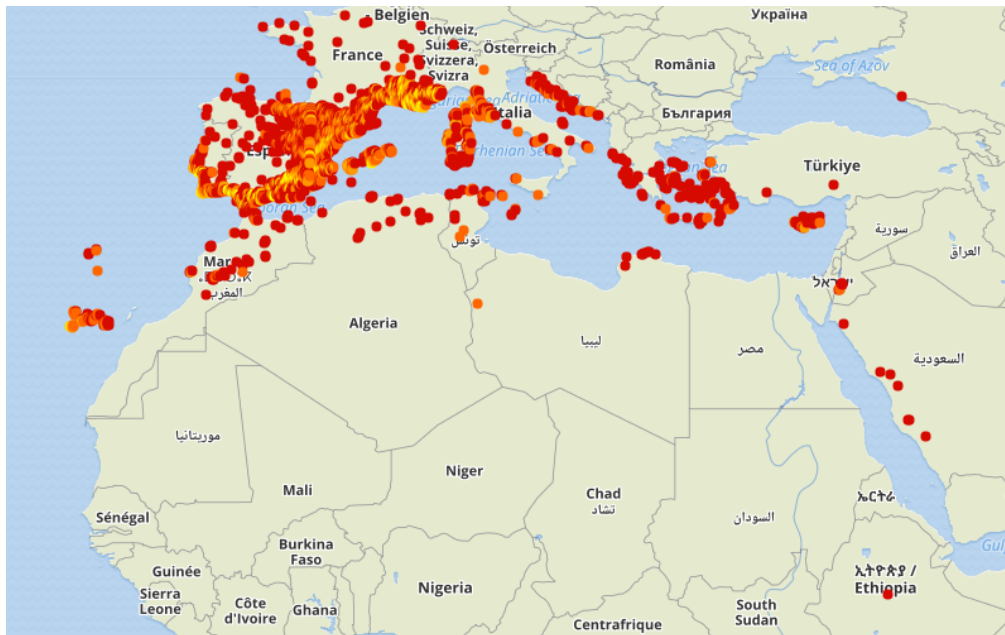 - Belgien
Україна
Schweiz,
Suisse,
Svizzera,
Svizra
France
Österreich
România
Sea of Azov
България
Italia
Türkiye
سورية
العراق
تونس
المغرب
Algeria
ليبيا
مصر
السعودية
موريتانيا
Mali
Niger
Chad
تشاد
السودان
ኤርትራ
Sénégal
Burkina
Faso
Guinée
Sierra
Leone
Côte
d'Ivoire
Ghana
Nigeria
ኢትዮጵያ /
Ethiopia
South
Sudan
Centrafrique